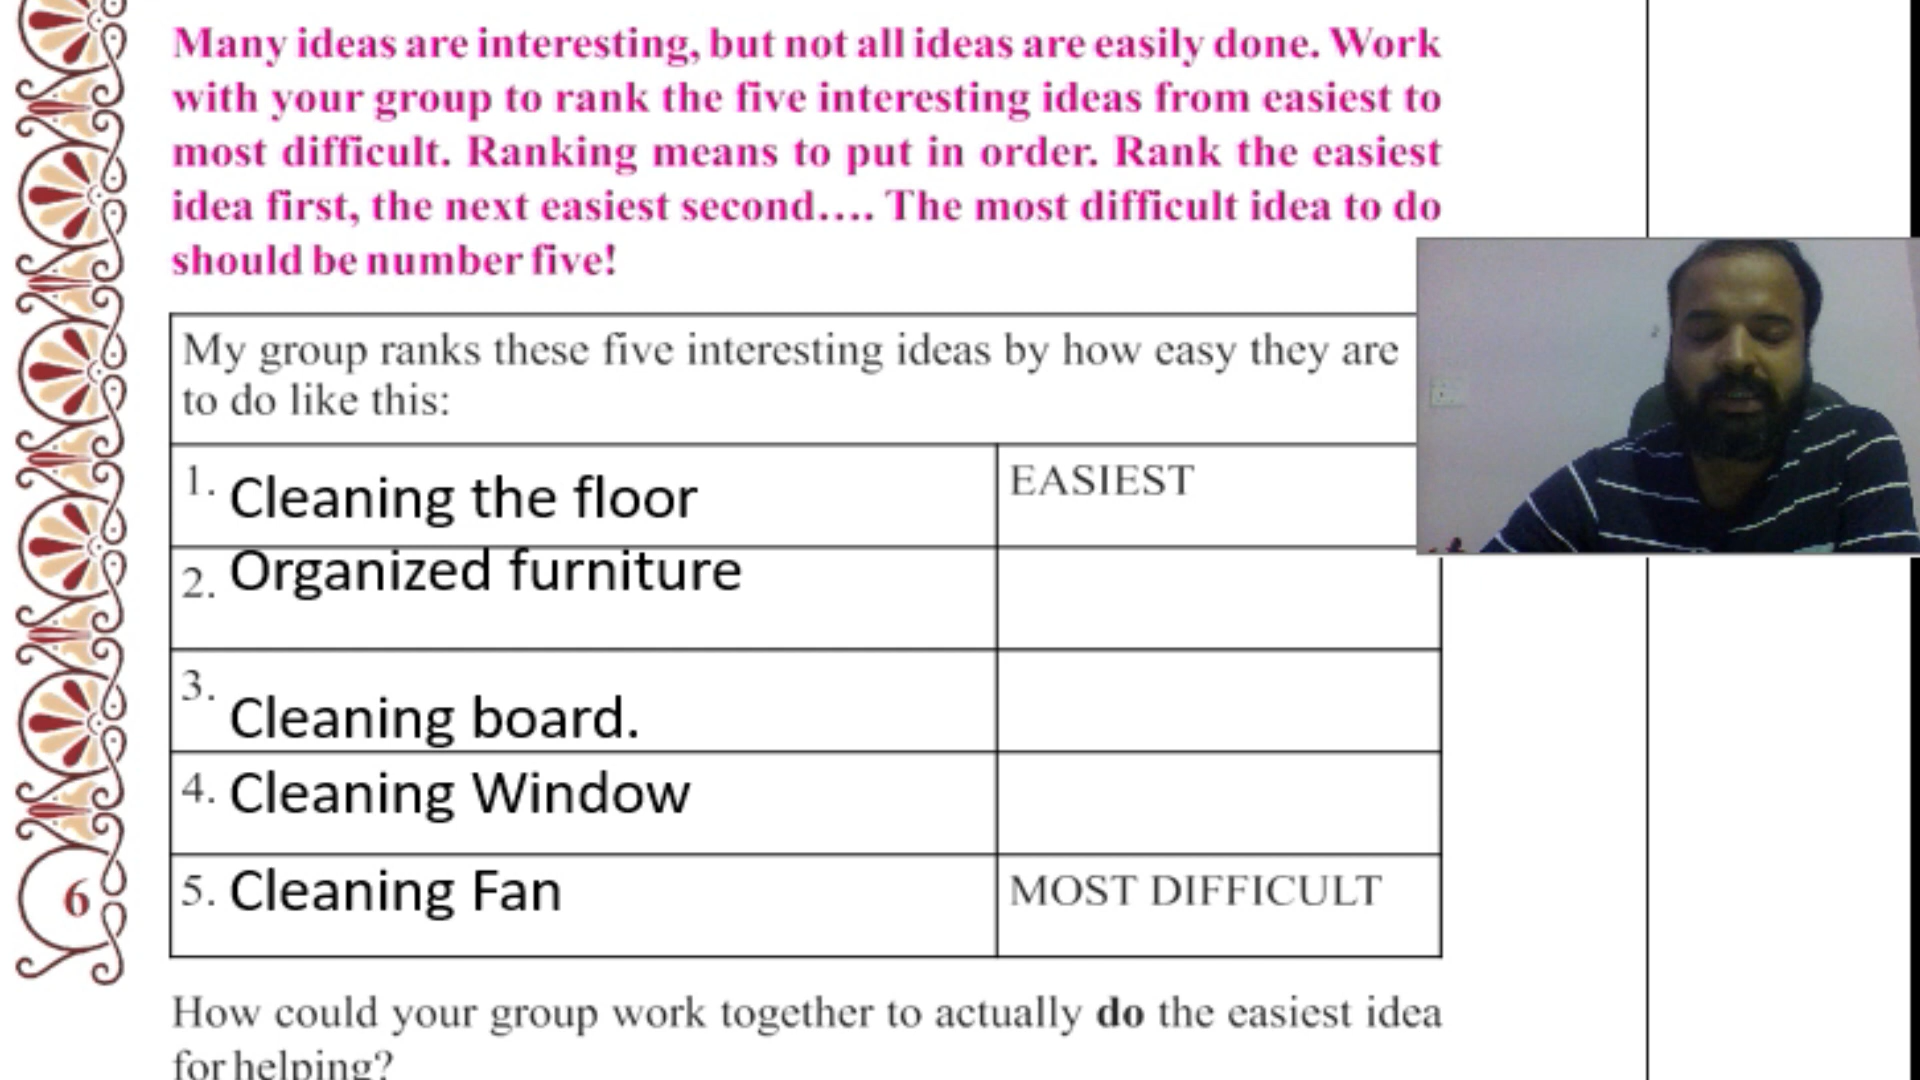 Many ideas are interesting, but not all ideas are easily done. Work
with your group to rank the five interesting ideas from easiest to
most difficult. Ranking means to put in order. Rank the easiest
idea first, the next easiest second.... The most difficult idea to do
should be number five!
My group ranks these five interesting ideas by how easy they are
to do like this:
1. Cleaning the floor
EASIEST
2. Organized furniture
3. Cleaning board.
4. Cleaning Window
5. Cleaning Fan
MOST DIFFICULT
6
How could your group work together to actually do the easiest idea
for helping?